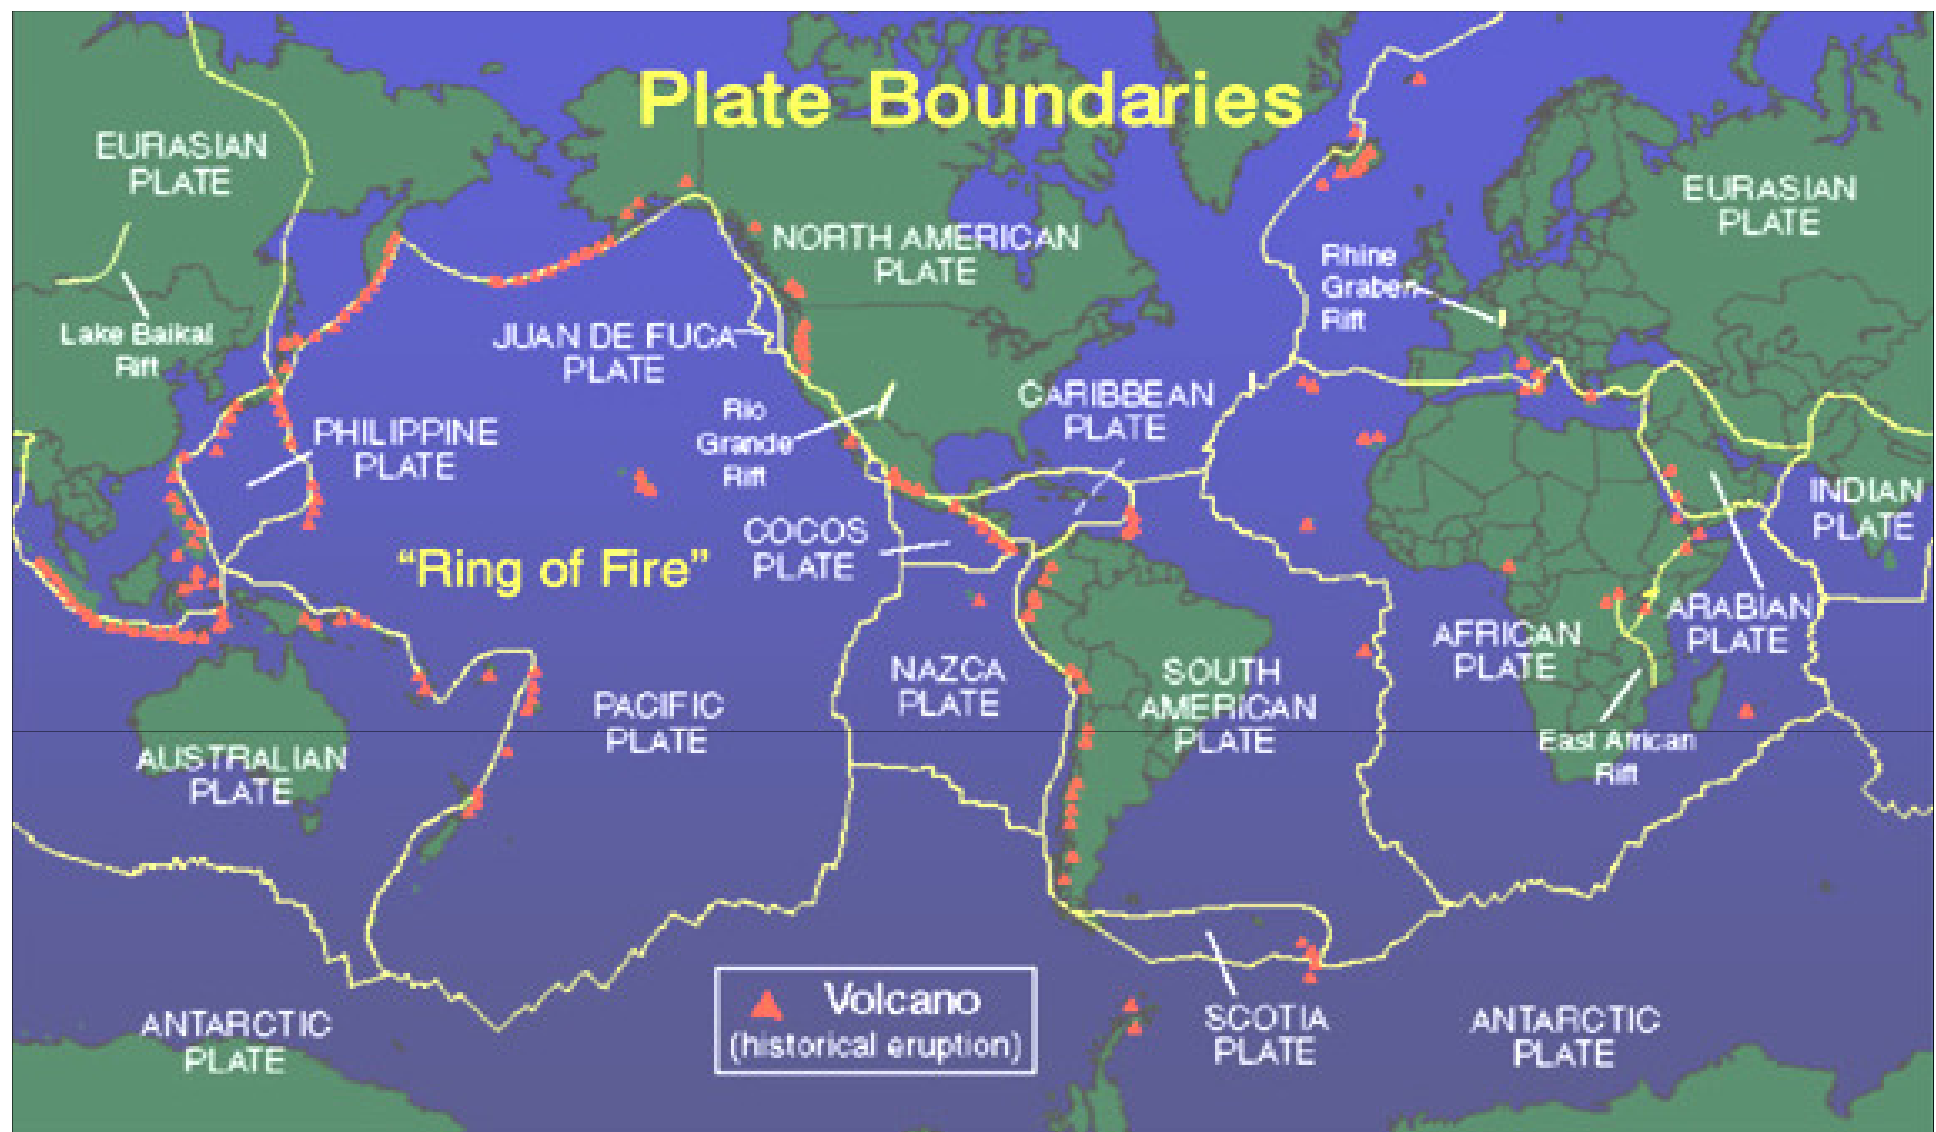 Plate Boundaries
EURASIAN
PLATE
EURASIAN
PLATE
NORTH AMERICAN
PLATE
Rhine
Graben
Rift
Lake Baikal
Rift
JUAN DE FUCA
PLATE
CARIBBEAN
PLATE
Rio
Grande
Rift
PHILIPPINE
PLATE
INDIAN
PLATE
COCOS
PLATE
“Ring of Fire”
ARABIAN
PLATE
AFRICAN
PLATE
NAZCA
PLATE
SOUTH
AMERICAN
PLATE
PACIFIC
PLATE
East African
Rift
AUSTRALIAN
PLATE
Volcano
(historical eruption)
SCOTIA
PLATE
ANTARCTIC
PLATE
ANTARCTIC
PLATE